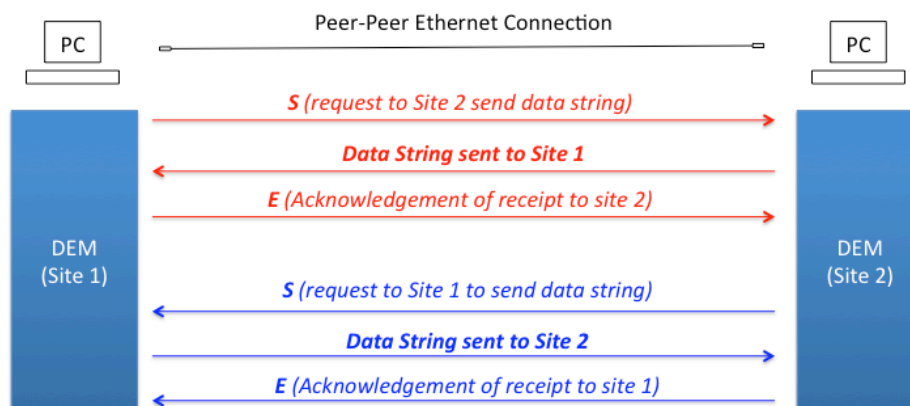 Peer-Peer Ethernet Connection
PC
PC
S (request to Site 2 send data string)
Data String sent to Site 1
E (Acknowledgement of receipt to site 2)
DEM
(Site 1)
DEM
(Site 2)
S (request to Site 1 to send data string)
Data String sent to Site 2
E (Acknowledgement of receipt to site 1)